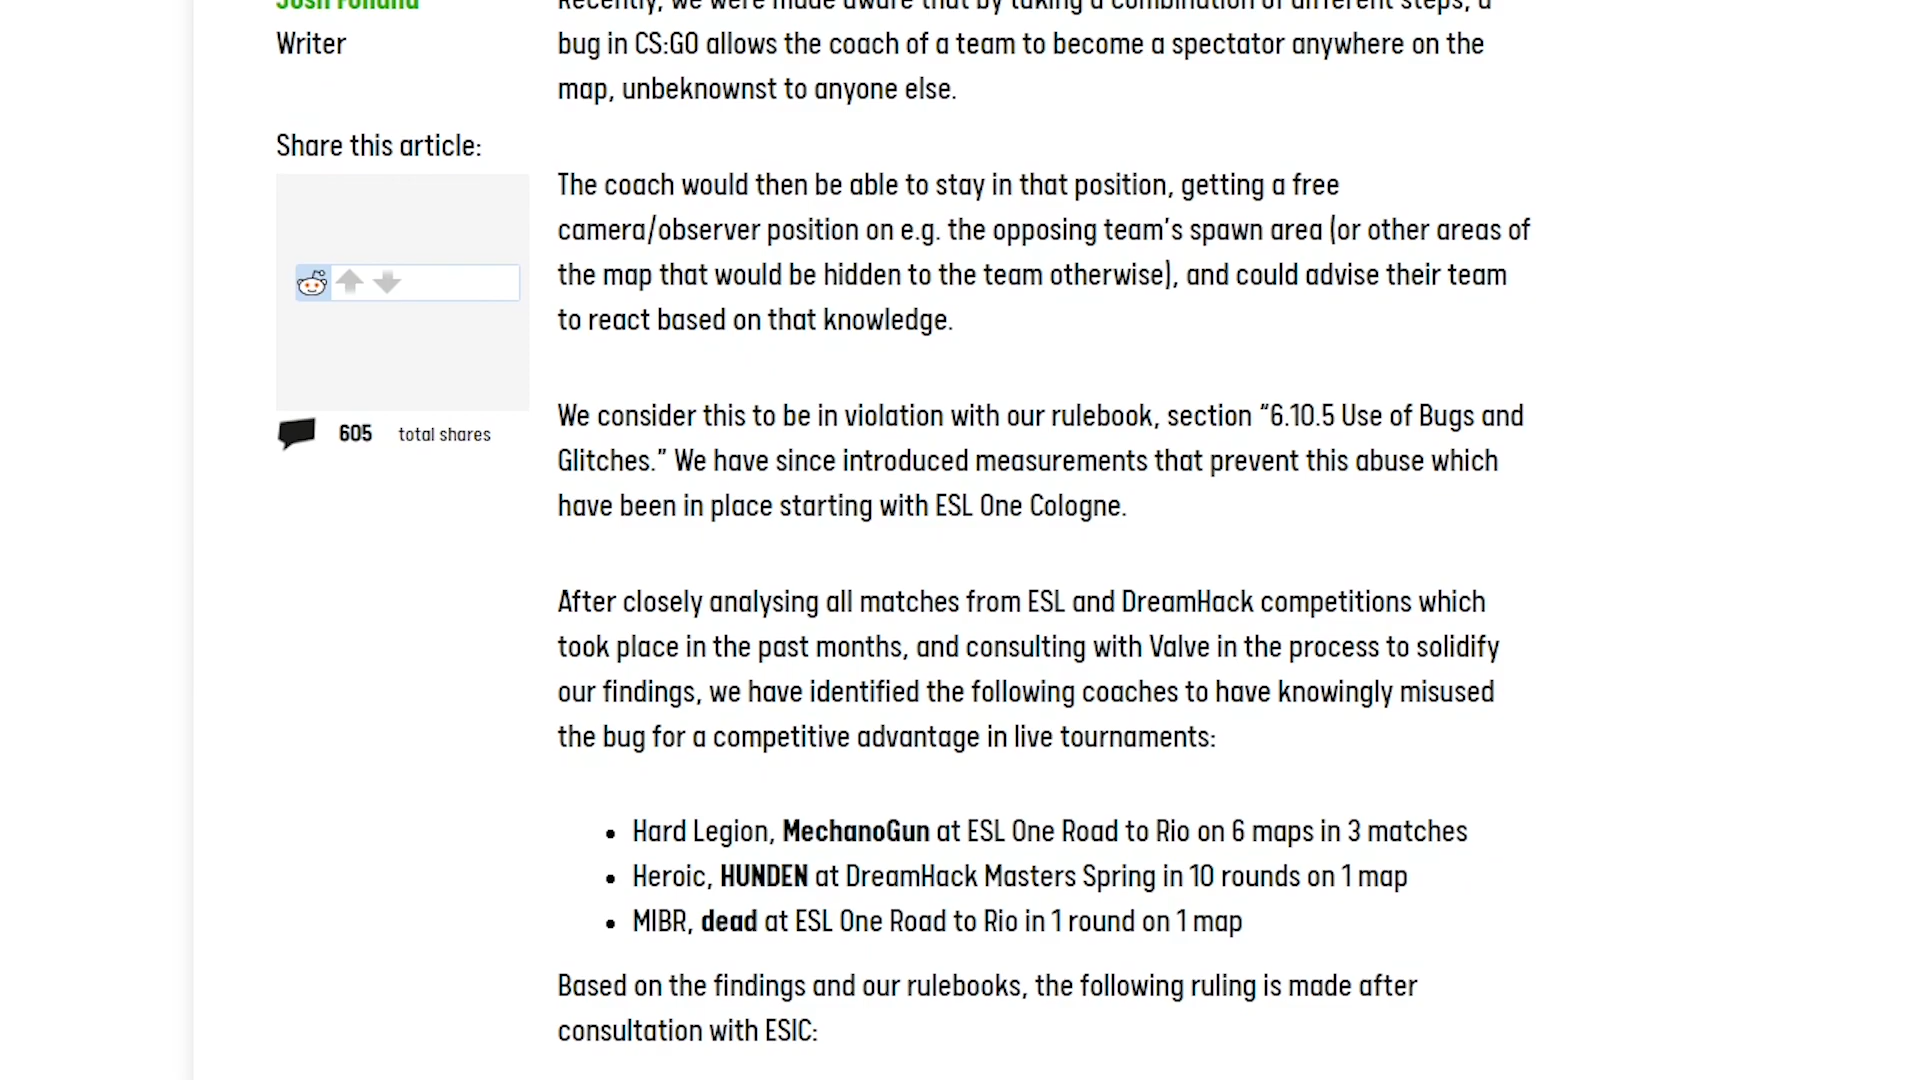 Josh Folland
Writer
Share this article:
605 total shares
Recently, we were made aware that by taking a combination of different steps, a
bug in CS:GO allows the coach of a team to become a spectator anywhere on the
map, unbeknownst to anyone else.
The coach would then be able to stay in that position, getting a free
camera/observer position on e.g. the opposing team's spawn area (or other areas of
the map that would be hidden to the team otherwise), and could advise their team
to react based on that knowledge.
We consider this to be in violation with our rulebook, section “6.10.5 Use of Bugs and
Glitches.” We have since introduced measurements that prevent this abuse which
have been in place starting with ESL One Cologne.
After closely analysing all matches from ESL and DreamHack competitions which
took place in the past months, and consulting with Valve in the process to solidify
our findings, we have identified the following coaches to have knowingly misused
the bug for a competitive advantage in live tournaments:
• Hard Legion, MechanoGun at ESL One Road to Rio on 6 maps in 3 matches
• Heroic, HUNDEN at DreamHack Masters Spring in 10 rounds on 1 map
• MIBR, dead at ESL One Road to Rio in 1 round on 1 map
Based on the findings and our rulebooks, the following ruling is made after
consultation with ESIC: